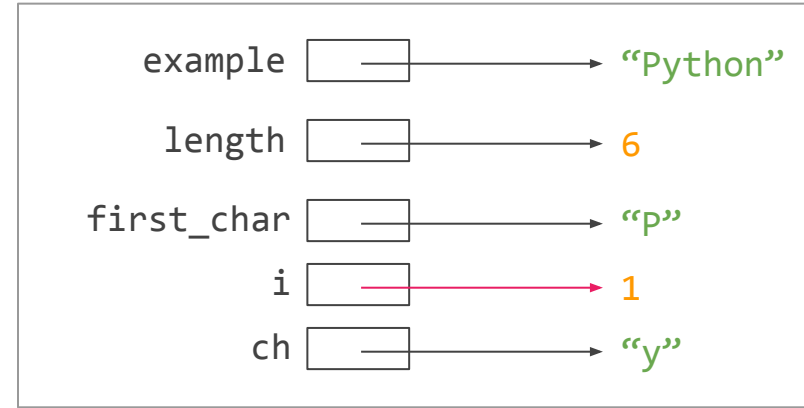 example “Python”
length 6
first_char “P”
i 1
ch “y”